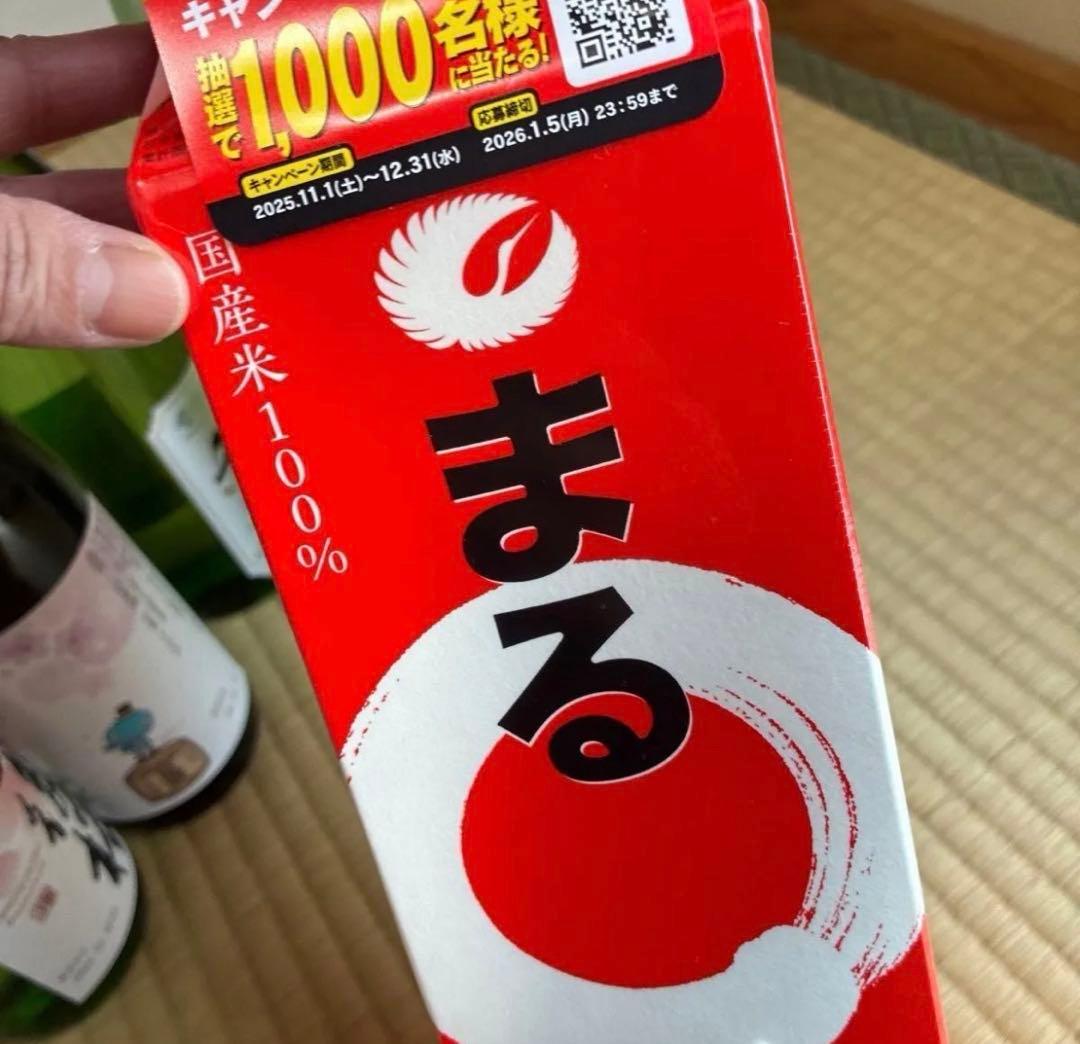 キャン
抽選で1,000名様に当たる!
キャンペーン期間
2025.11.1(土)〜12.31(水)
応募締切
2026.1.5(月) 23:59まで
国産米100%
まる